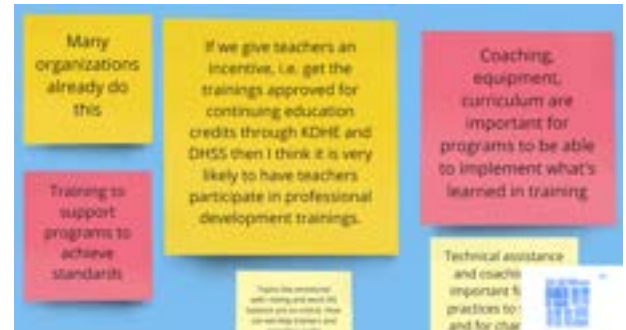 Many
organizations
already do
this
If we give teachers an
incentive, i.e. get the
trainings approved for
continuing education
credits through KDHE and
DHSS then I think it is very
likely to have teachers
participate in professional
development trainings.
Coaching,
equipment,
curriculum are
important for
programs to be able
to implement what's
learned in training
Training to
support
programs to
achieve
standards
Technical assistance
and coachin
important f
practices to
and for chan